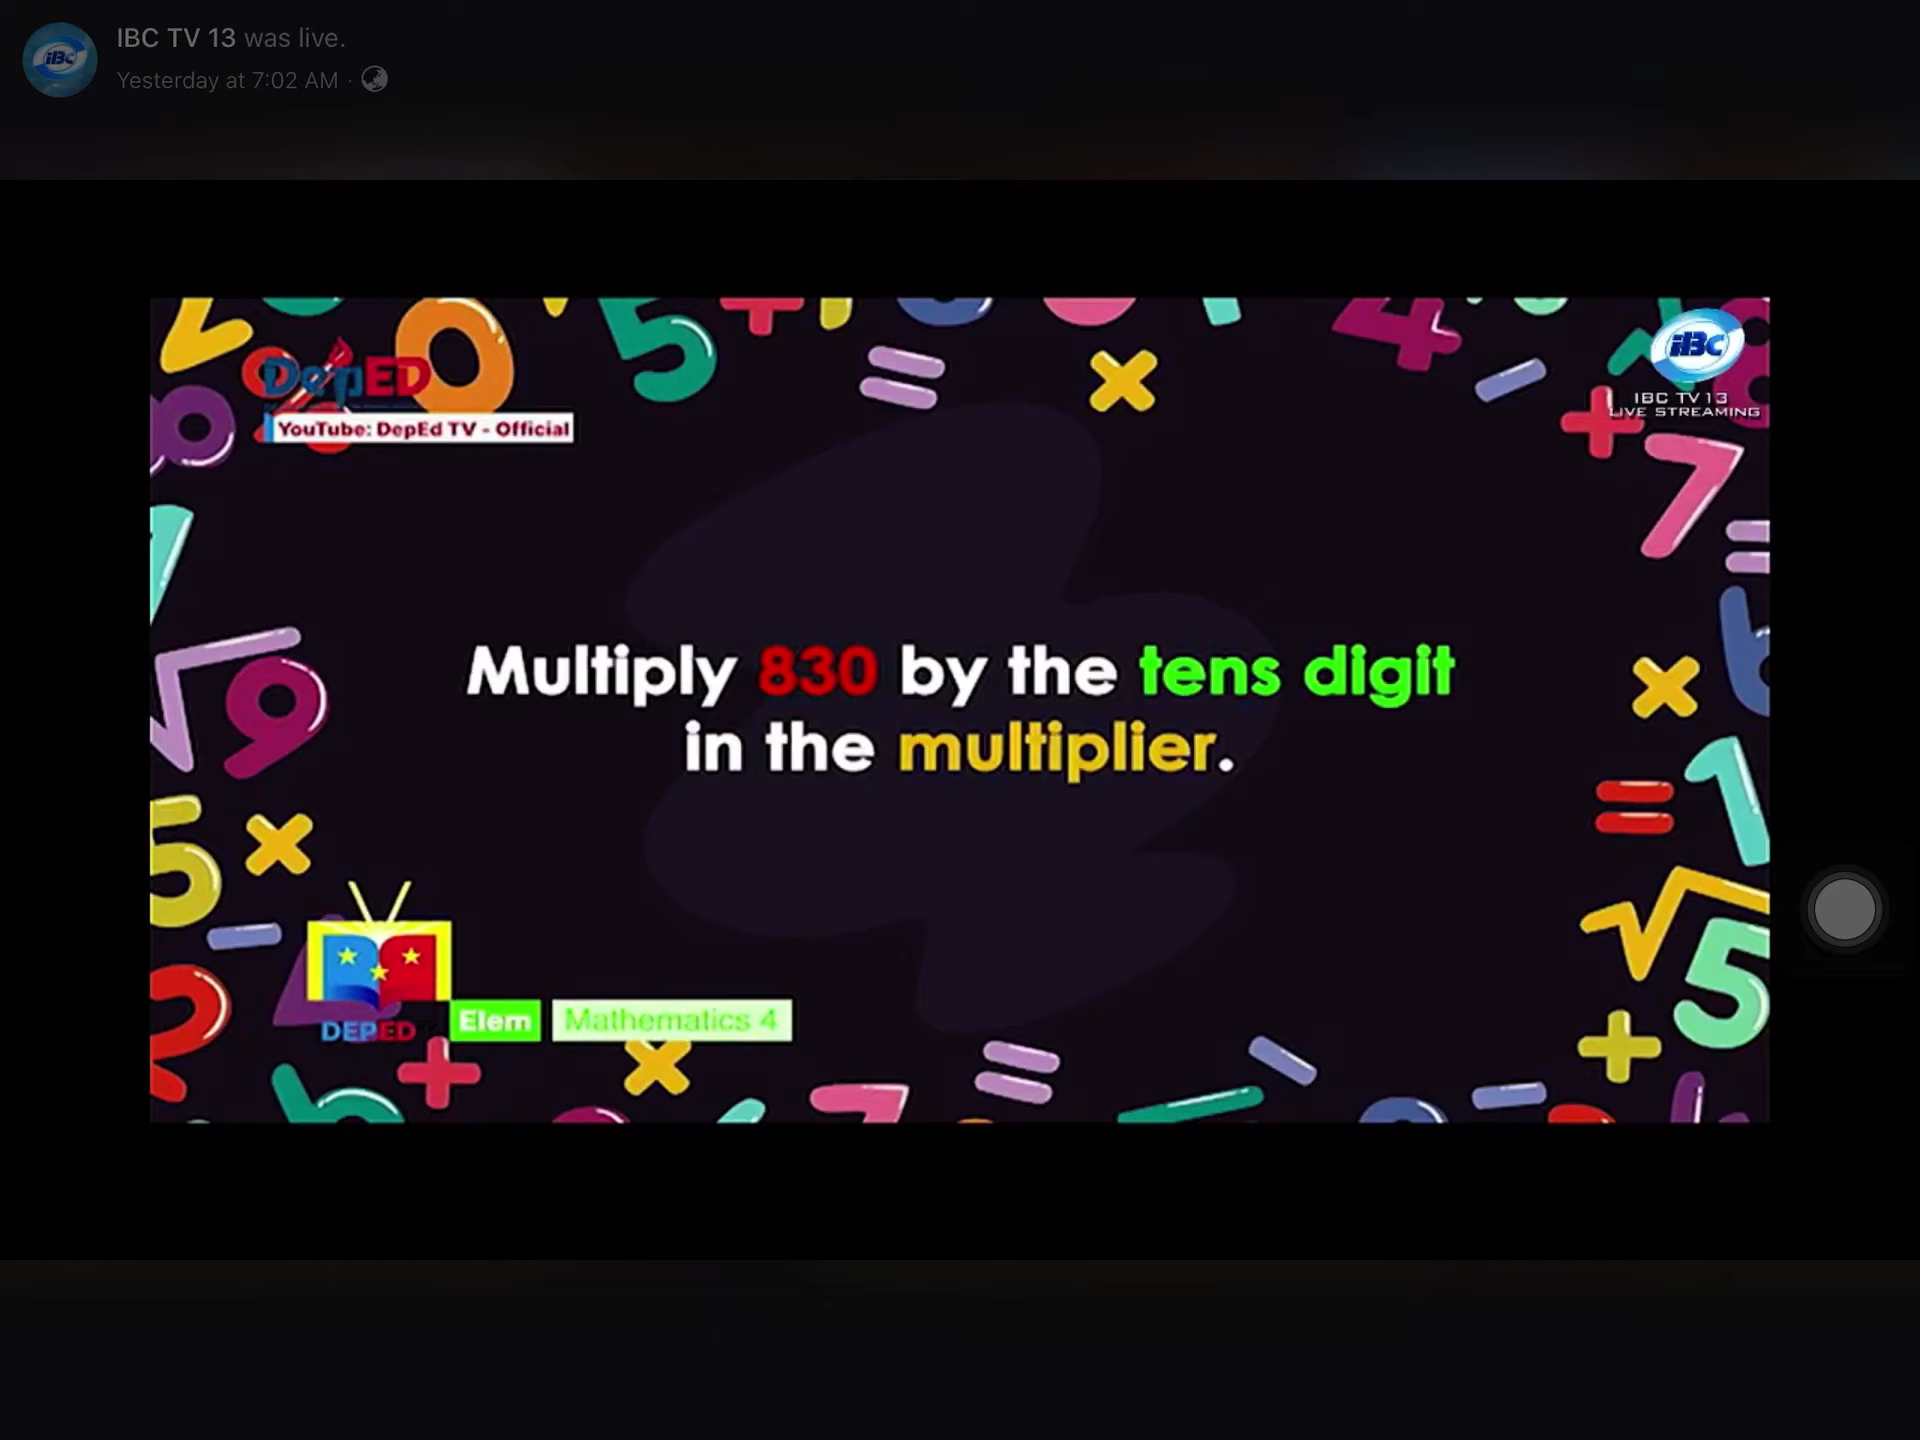 IBC TV 13 was live.
Yesterday at 7:02 AM ·
DepED
YouTube: DepEd TV - Official
iBC
IBC TV 13
LIVE STREAMING
Multiply 830 by the tens digit
in the multiplier.
DEPED
Elem Mathematics 4